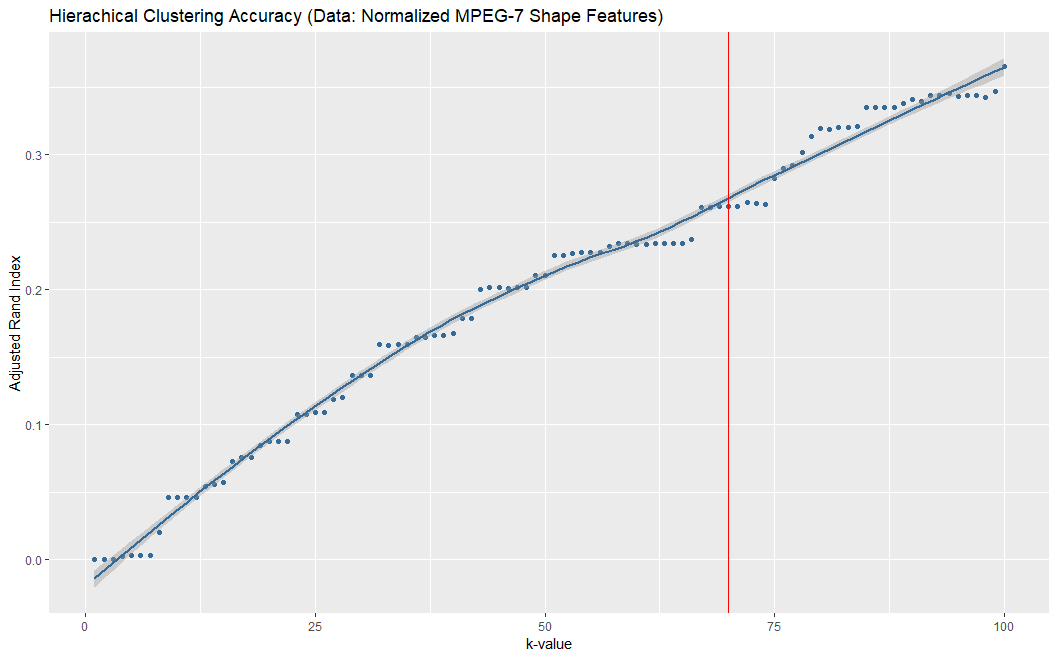 Hierachical Clustering Accuracy (Data: Normalized MPEG-7 Shape Features)
Adjusted Rand Index
0.3
0.2
0.1
0.0
0 25 50 75 100
k-value